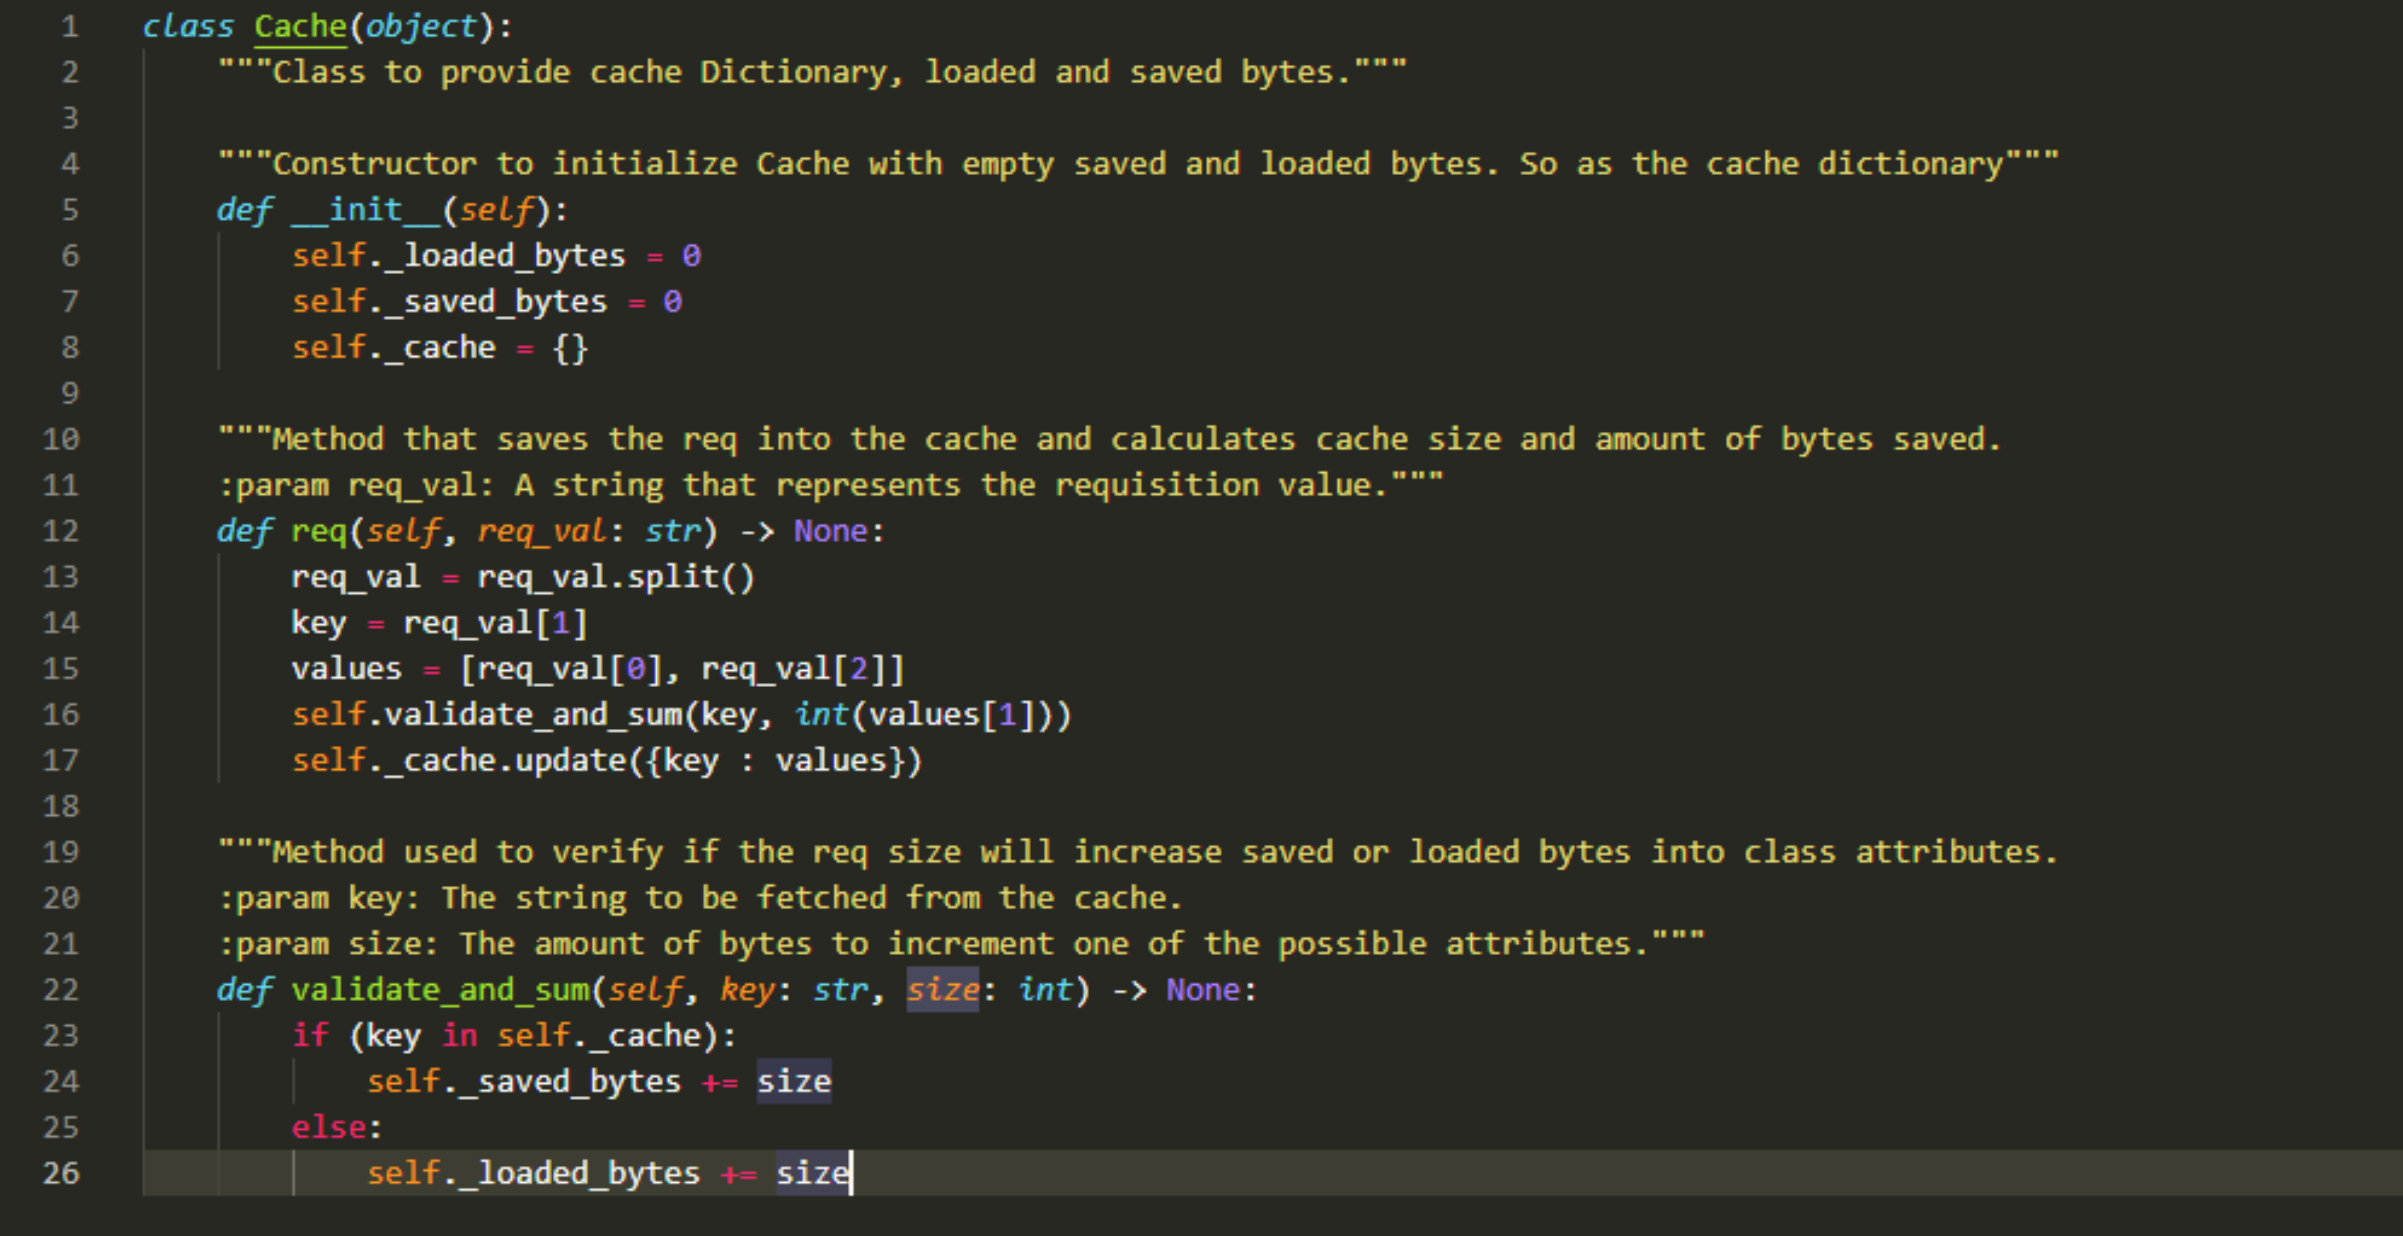 1 class Cache(object):
2 """Class to provide cache Dictionary, loaded and saved bytes."""
3
4 """Constructor to initialize Cache with empty saved and loaded bytes. So as the cache dictionary"""
5 def __init__(self):
6 self._loaded_bytes = 0
7 self._saved_bytes = 0
8 self._cache = {}
9
10 """Method that saves the req into the cache and calculates cache size and amount of bytes saved.
11 :param req_val: A string that represents the requisition value."""
12 def req(self, req_val: str) -> None:
13 req_val = req_val.split()
14 key = req_val[1]
15 values = [req_val[0], req_val[2]]
16 self.validate_and_sum(key, int(values[1]))
17 self._cache.update({key : values})
18
19 """Method used to verify if the req size will increase saved or loaded bytes into class attributes.
20 :param key: The string to be fetched from the cache.
21 :param size: The amount of bytes to increment one of the possible attributes."""
22 def validate_and_sum(self, key: str, size: int) -> None:
23 if (key in self._cache):
24 self._saved_bytes += size
25 else:
26 self._loaded_bytes += size